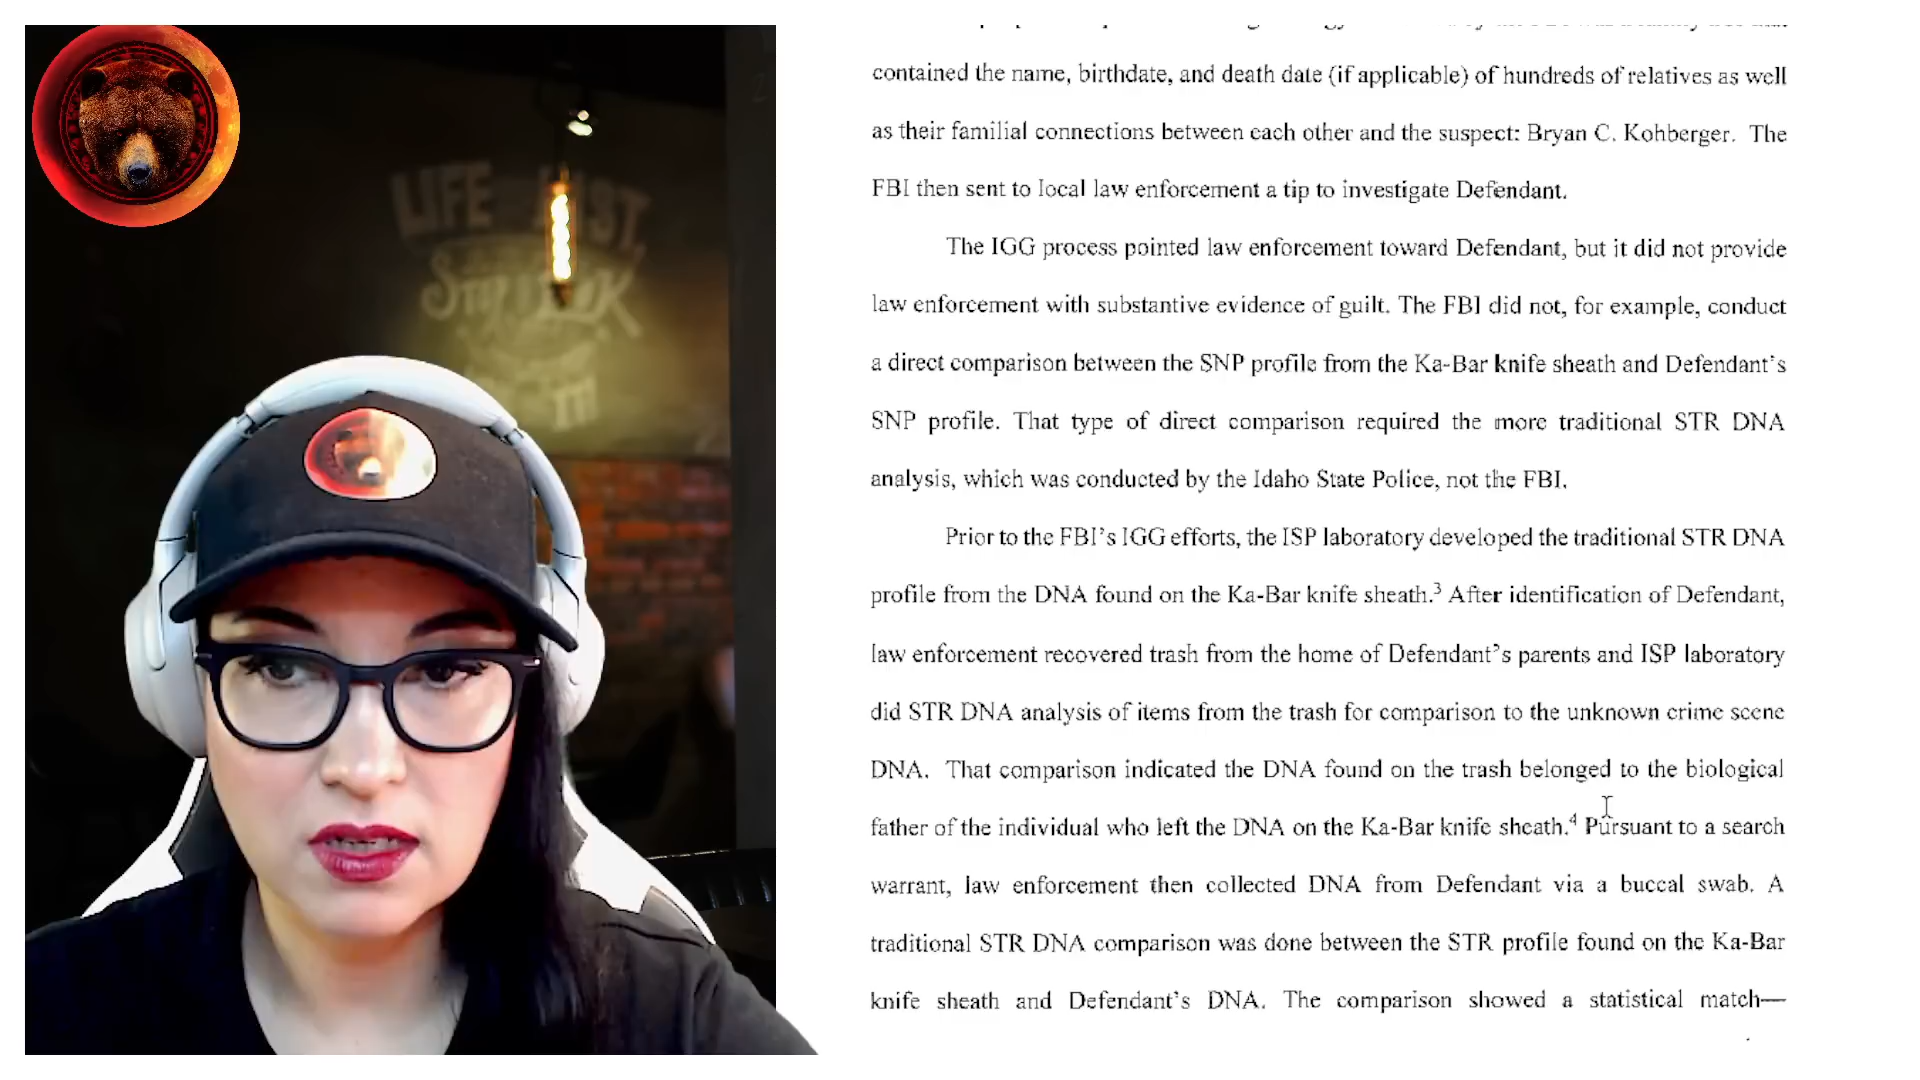 LIFE
contained the name, birthdate, and death date (if applicable) of hundreds of relatives as well
as their familial connections between each other and the suspect: Bryan C. Kohberger. The
FBI then sent to local law enforcement a tip to investigate Defendant.
The IGG process pointed law enforcement toward Defendant, but it did not provide
law enforcement with substantive evidence of guilt. The FBI did not, for example, conduct
a direct comparison between the SNP profile from the Ka-Bar knife sheath and Defendant's
SNP profile. That type of direct comparison required the more traditional STR DNA
analysis, which was conducted by the Idaho State Police, not the FBI.
Prior to the FBI's IGG efforts, the ISP laboratory developed the traditional STR DNA
profile from the DNA found on the Ka-Bar knife sheath.3 After identification of Defendant,
law enforcement recovered trash from the home of Defendant's parents and ISP laboratory
did STR DNA analysis of items from the trash for comparison to the unknown crime scene
DNA. That comparison indicated the DNA found on the trash belonged to the biological
father of the individual who left the DNA on the Ka-Bar knife sheath.4 Pursuant to a search
warrant, law enforcement then collected DNA from Defendant via a buccal swab. A
traditional STR DNA comparison was done between the STR profile found on the Ka-Bar
knife sheath and Defendant's DNA. The comparison showed a statistical match—